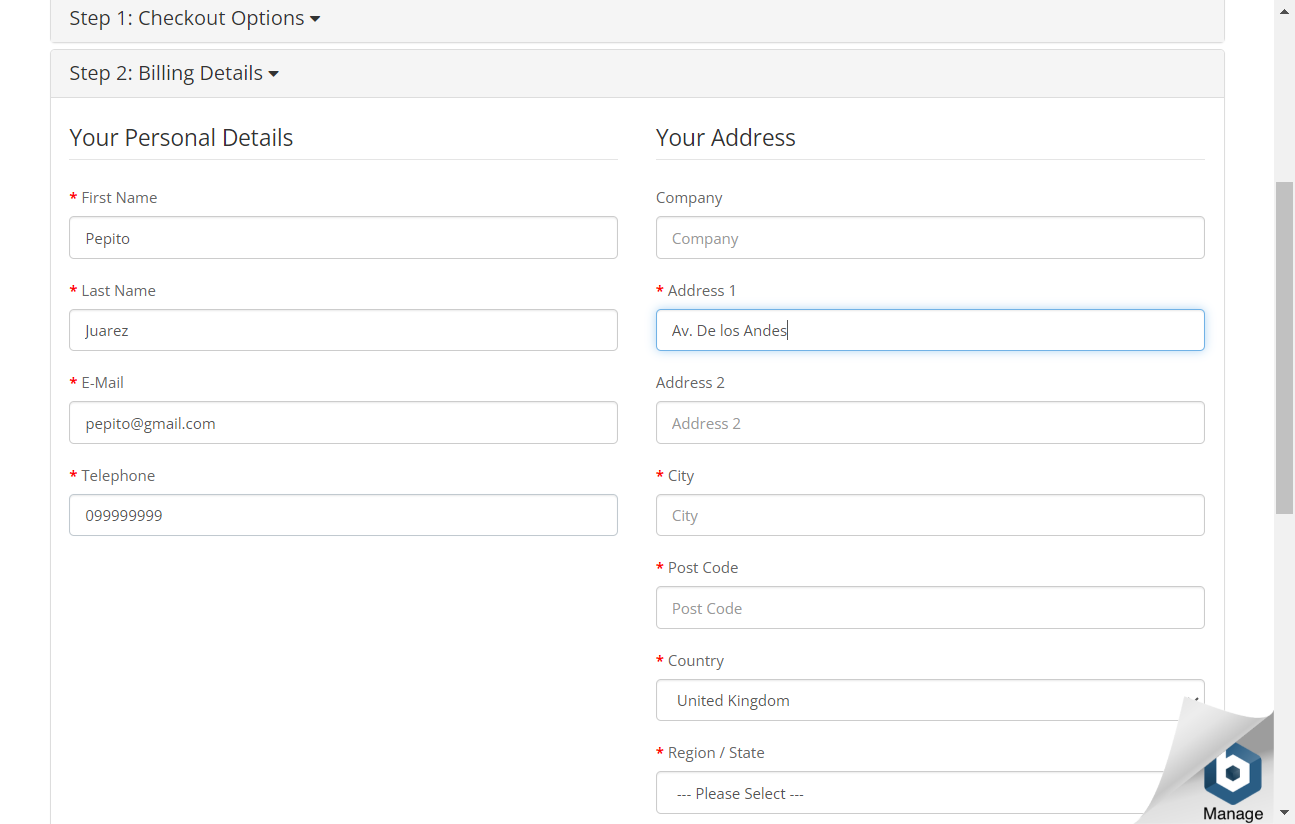 Step 1: Checkout Options
Step 2: Billing Details
Your Personal Details
* First Name
Pepito
* Last Name
Juarez
* E-Mail
pepito@gmail.com
* Telephone
099999999
Your Address
Company
Company
* Address 1
Av. De los Andes
Address 2
Address 2
* City
City
* Post Code
Post Code
* Country
United Kingdom
* Region / State
--- Please Select ---
Manage